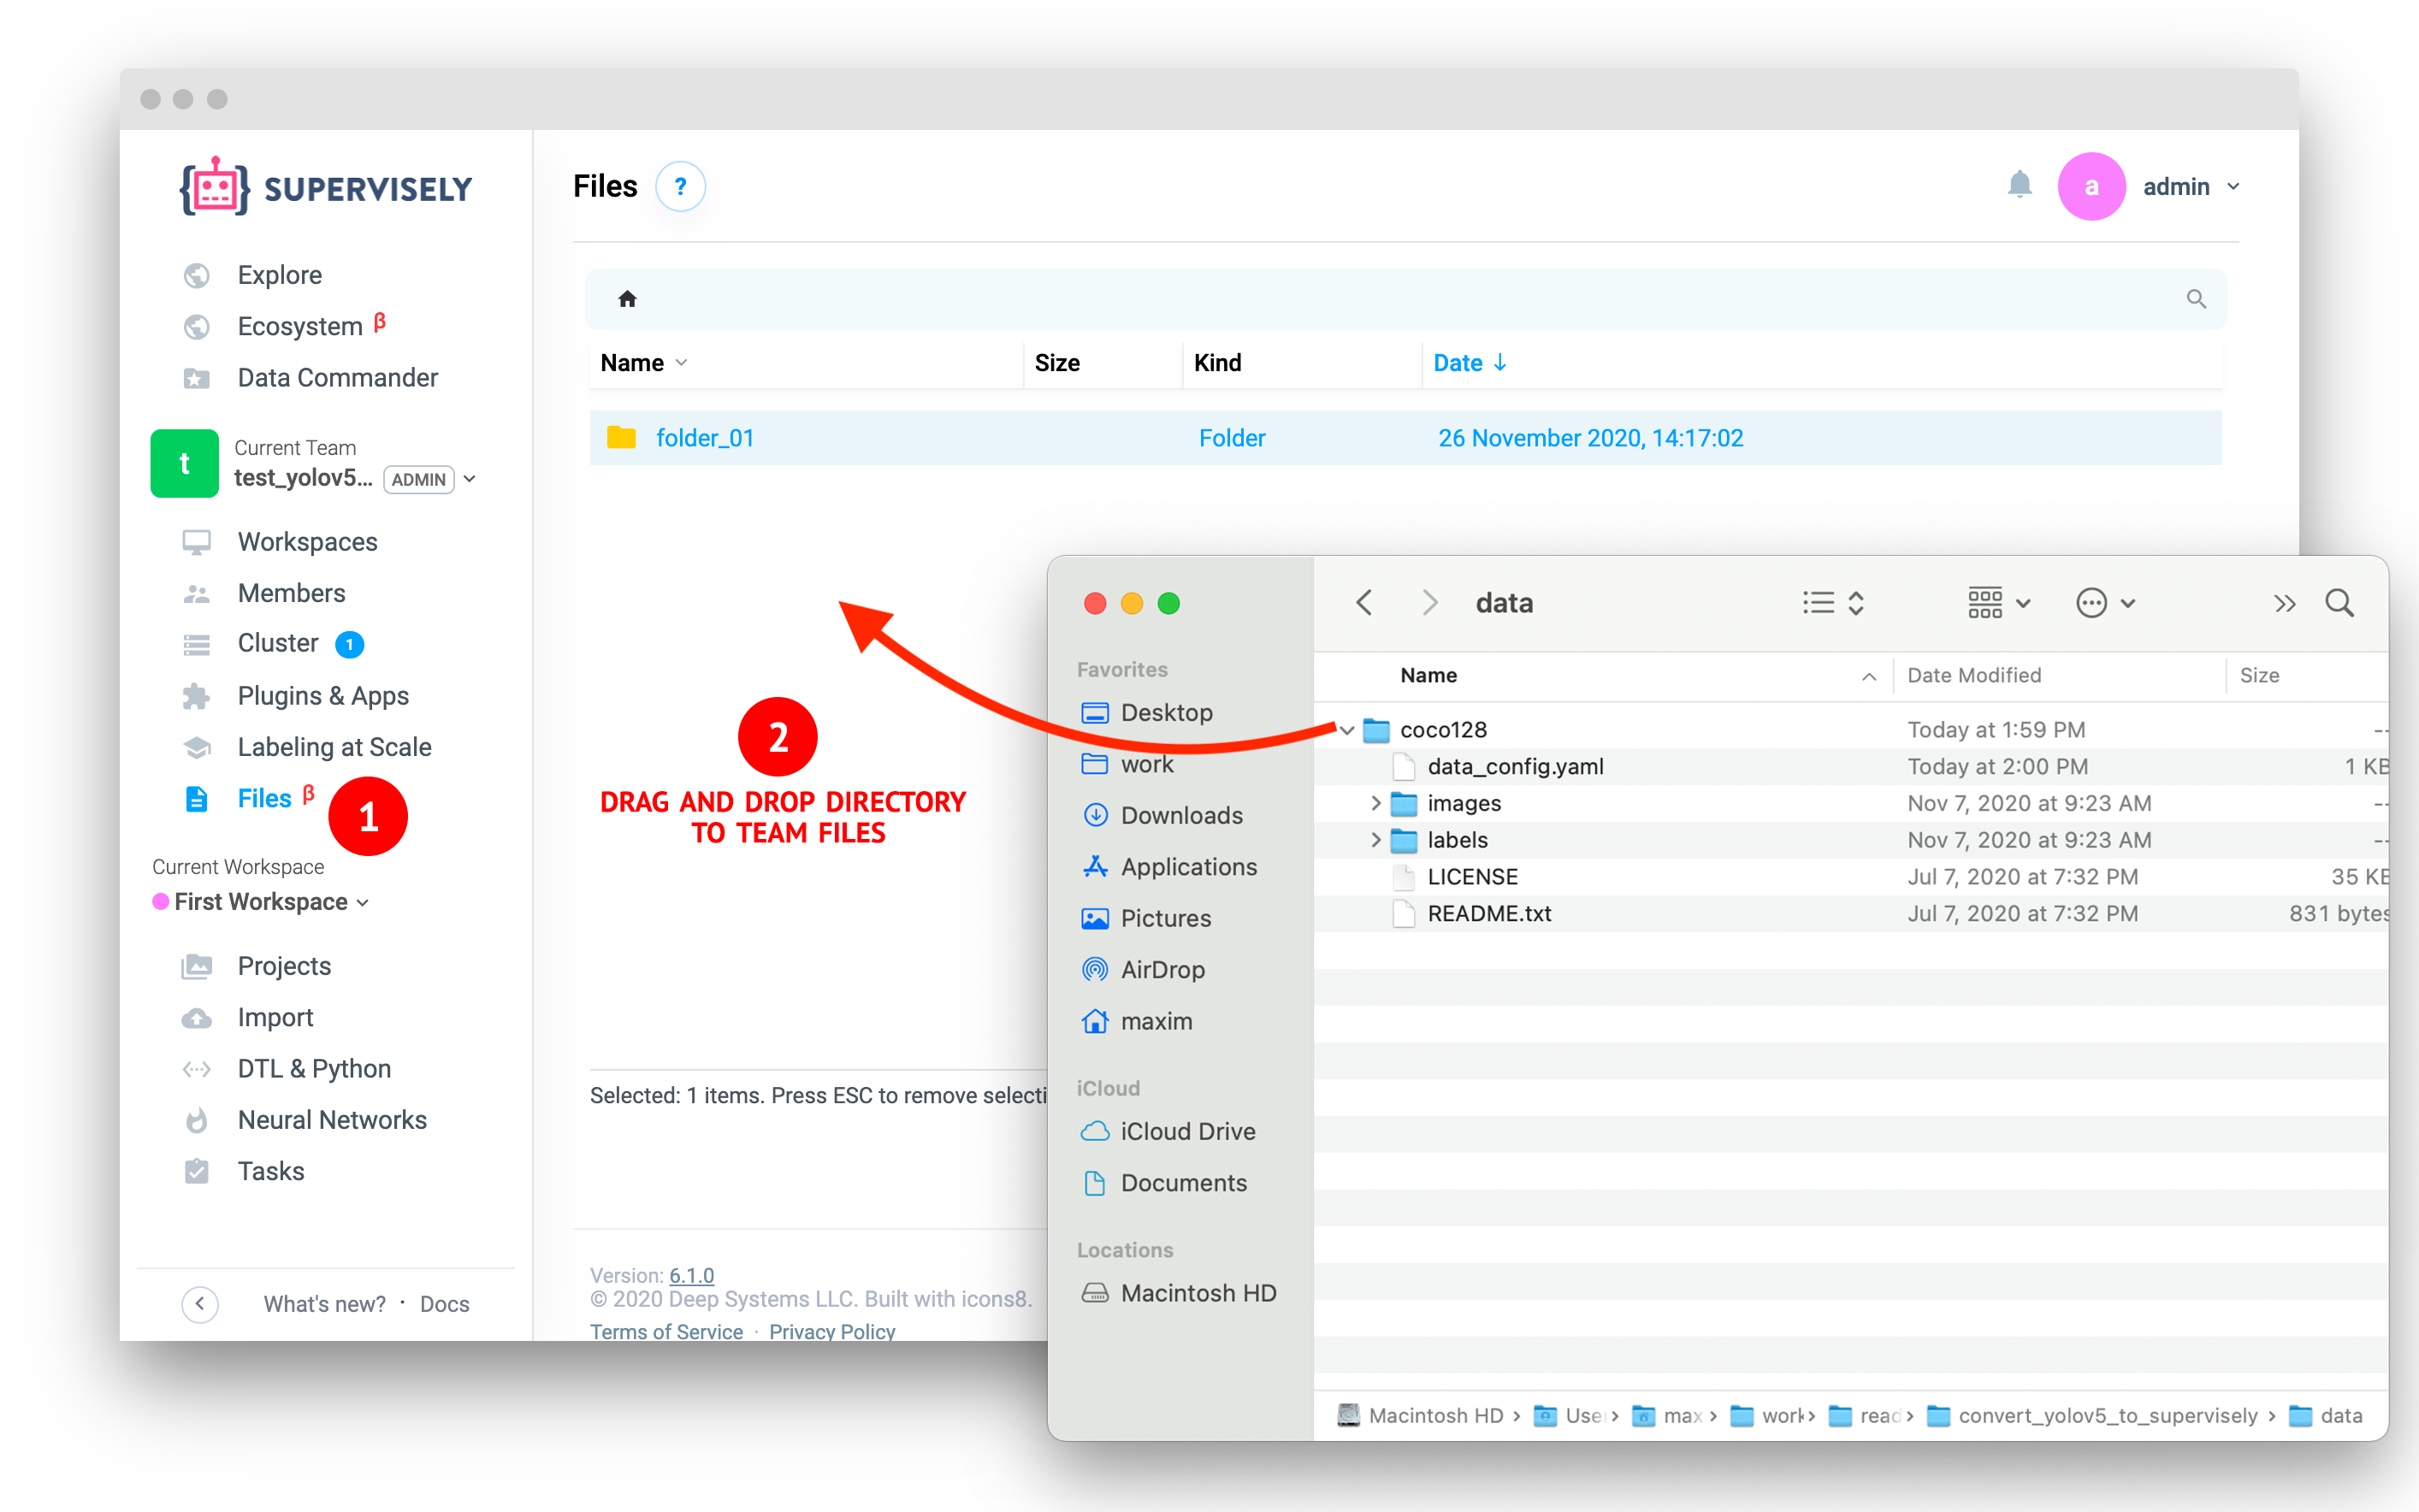 SUPERVISELY
Explore
Ecosystem β
Data Commander
t
Current Team
test_yolov5... ADMIN
Workspaces
Members
Cluster 1
Plugins & Apps
Labeling at Scale
Files β
1
Current Workspace
First Workspace
Projects
Import
DTL & Python
Neural Networks
Tasks
What's new? · Docs
Files ?
a admin
Name Size Kind Date
folder_01 Folder 26 November 2020, 14:17:02
2
DRAG AND DROP DIRECTORY
TO TEAM FILES
Selected: 1 items. Press ESC to remove selecti
Version: 6.1.0
© 2020 Deep Systems LLC. Built with icons8.
Terms of Service · Privacy Policy
data
Favorites
Desktop
work
Downloads
Applications
Pictures
AirDrop
maxim
iCloud
iCloud Drive
Documents
Locations
Macintosh HD
Name Date Modified Size
coco128 Today at 1:59 PM --
data_config.yaml Today at 2:00 PM 1 KB
images Nov 7, 2020 at 9:23 AM --
labels Nov 7, 2020 at 9:23 AM --
LICENSE Jul 7, 2020 at 7:32 PM 35 KB
README.txt Jul 7, 2020 at 7:32 PM 831 bytes
Macintosh HD › User › max › work › read › convert_yolov5_to_supervisely › data